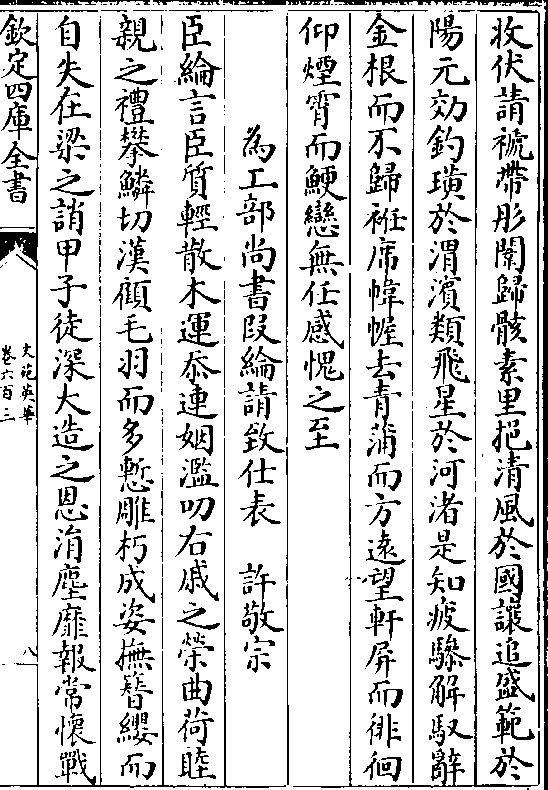 收伏請褫帶彤闈歸骸素里挹清風於國讓追盛範於
陽元効釣璜於渭濱類飛星於河渚是知疲驂解馭辭
金根而不歸袵席幃幄去青蒲而方遠望軒屏而徘徊
仰煙霄而鯁戀無任感愧之至
為工部尚書段綸請致仕表　許敬宗
臣綸言臣質輕散木運忝連姻濫叨右戚之榮曲荷睦
親之禮攀鱗切漢顧毛羽而多慙雕朽成姿撫簪纓而
自失在梁之誚甲子徒深大造之恩涓塵靡報常懷戰
欽定四庫全書
文苑英華
卷六百三
八